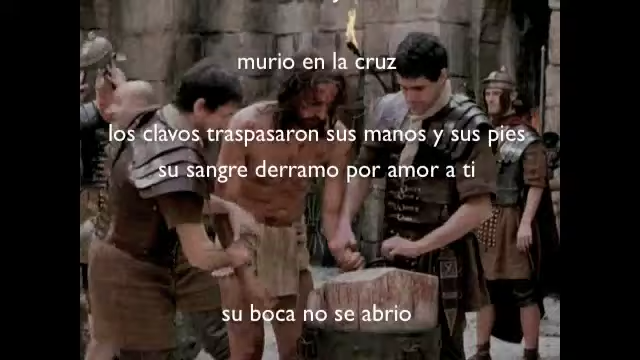 murio en la cruz
los clavos traspasaron sus manos y sus pies
su sangre derramo por amor a ti
su boca no se abrio